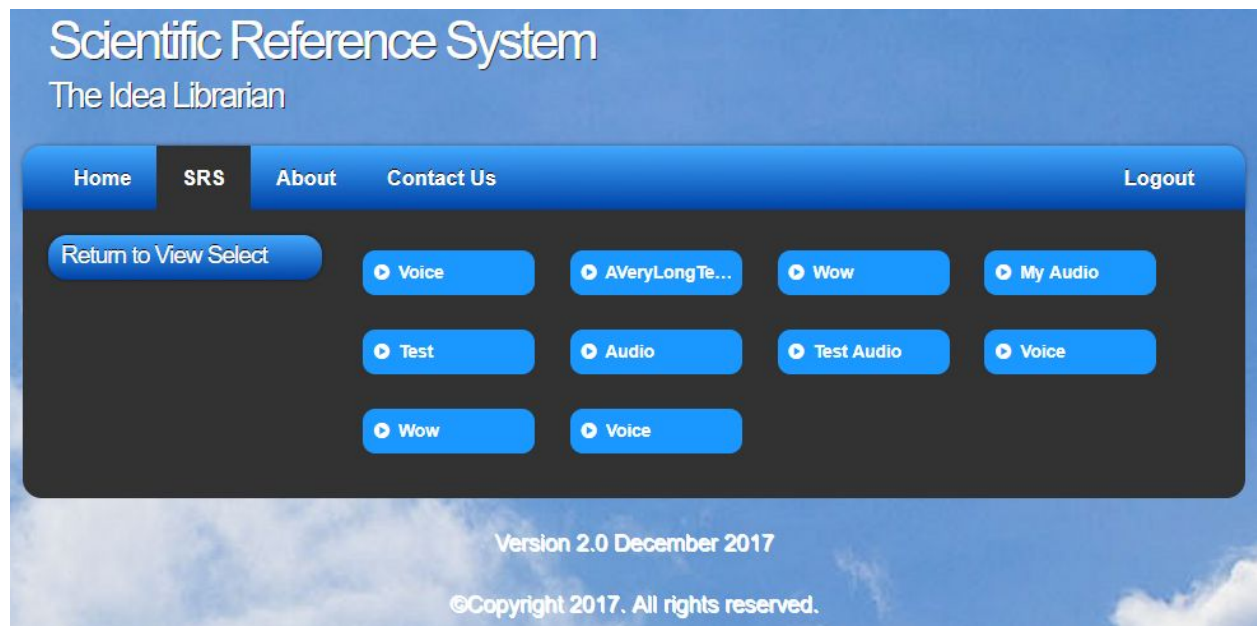 Scientific Reference System
The Idea Librarian
Home SRS About Contact Us Logout
Return to View Select
Voice AVeryLongTe... Wow My Audio
Test Audio Test Audio Voice
Wow Voice
Version 2.0 December 2017
©Copyright 2017. All rights reserved.